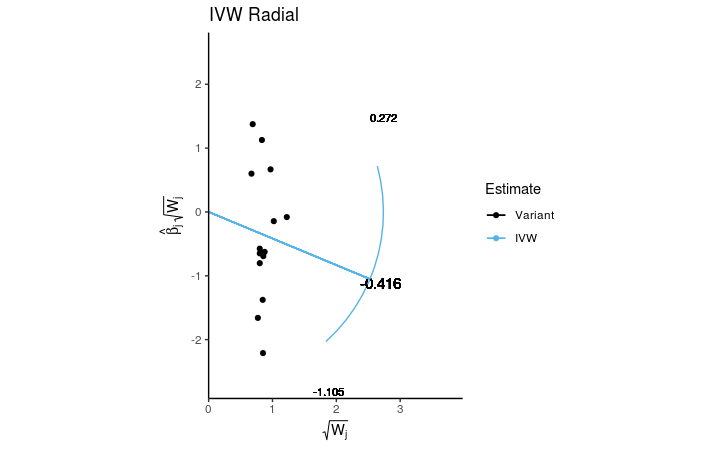 IVW Radial
β̂j√Wj
2
1
0
-1
-2
0.272
-0.416
-1.105
0 1 2 3
√Wj
Estimate
Variant
IVW